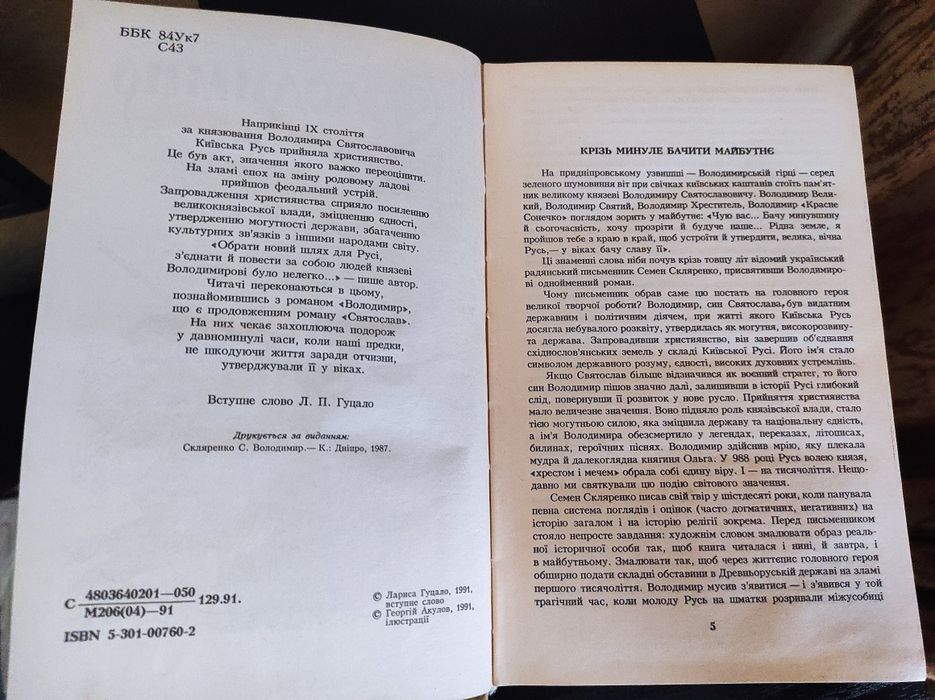 ББК 84Ук7
С43
Наприкінці IX століття
за князювання Володимира Святославовича
Київська Русь прийняла християнство.
Це був акт, значення якого важко переоцінити.
На зламі епох на зміну родовому ладові
прийшов феодальний устрій.
Запровадження християнства сприяло посиленню
великокнязівської влади, зміцненню єдності,
утвердженню могутності держави, збагаченню
культурних зв'язків з іншими народами світу.
«Обрати новий шлях для Русі,
з'єднати й повести за собою людей князеві
Володимирові було нелегко...» — пише автор.
Читачі переконаються в цьому,
познайомившись з романом «Володимир»,
що є продовженням роману «Святослав».
На них чекає захоплююча подорож
у давноминулі часи, коли наші предки,
не шкодуючи життя заради отчизни,
утверджували її у віках.
Вступне слово Л. П. Гуцало
Друкується за виданням:
Скляренко С. Володимир.— К.: Дніпро, 1987.
С 4803640201—050
М206(04)—91 129.91.
ISBN 5-301-00760-2
© Лариса Гуцало, 1991,
вступне слово
© Георгій Акулов, 1991,
ілюстрації
КРІЗЬ МИНУЛЕ БАЧИТИ МАЙБУТНЄ
На придніпровському узвишші — Володимирській гірці — серед
зеленого шумовиння віт при свічках київських каштанів стоїть пам'ят-
ник великому князеві Володимиру Святославовичу. Володимир Вели-
кий, Володимир Святий, Володимир Хреститель, Володимир «Красне
Сонечко» поглядом зорить у майбутнє: «Чую вас... Бачу минувшину
й сьогочасність, хочу прозріти й будуче наше... Рідна земле, я
пройшов тебе з краю в край, щоб устроїти й утвердити, велика, вічна
Русь,— у віках бачу славу її».
Ці знаменні слова ніби почув крізь товщу літ відомий український
радянський письменник Семен Скляренко, присвятивши Володимиро-
ві однойменний роман.
Чому письменник обрав саме цю постать на головного героя
великої творчої роботи? Володимир, син Святослава, був видатним
державним і політичним діячем, при житті якого Київська Русь
досягла небувалого розквіту, утвердилась як могутня, високорозвину-
та держава. Запровадивши християнство, він завершив об'єднання
східнослов'янських земель у складі Київської Русі. Його ім'я стало
символом державного розуму, єдності, високих духовних устремлінь.
Якщо Святослав більше відзначився як воєнний стратег, то його
син Володимир пішов значно далі, залишивши в історії Русі глибокий
слід, повернувши її розвиток у нове русло. Прийняття християнства
мало величезне значення. Воно підняло роль князівської влади, стало
тією могутньою силою, яка зміцнила державу та національну єдність,
а ім'я Володимира обезсмертило у легендах, переказах, літописах,
билинах, героїчних піснях. Володимир здійснив мрію, яку плекала
мудра й далекоглядна княгиня Ольга. У 988 році Русь волею князя,
«хрестом і мечем» обрала собі єдину віру. І — на тисячоліття. Нещо-
давно ми святкували цю подію світового значення.
Семен Скляренко писав свій твір у шістдесяті роки, коли панувала
певна система поглядів і оцінок (часто догматичних, негативних) на
історію загалом і на історію релігії зокрема. Перед письменником
стояло непросте завдання: художнім словом змалювати образ реаль-
ної історичної особи так, щоб книга читалася і нині, й завтра, і
в майбутньому. Змалювати так, щоб через життєпис головного героя
обширно подати складні обставини в Древньоруській державі на зламі
першого тисячоліття. Володимир мусив з'явитися — і з'явився у той
трагічний час, коли молоду Русь на шматки розривали міжусобиці
5